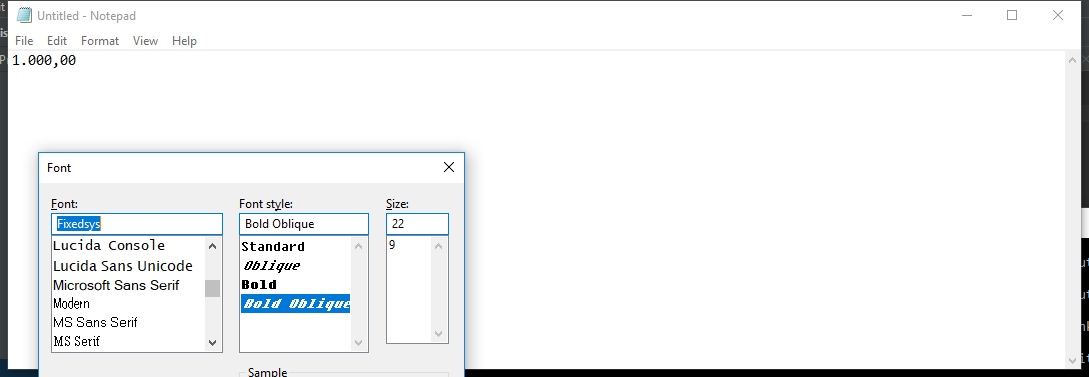 Untitled - Notepad
File Edit Format View Help
1.000,00
Font
Font: Font style: Size:
Fixedsys Bold Oblique 22
Lucida Console Standard 9
Lucida Sans Unicode Oblique
Microsoft Sans Serif Bold
Modern Bold Oblique
MS Sans Serif
MS Serif
Sample